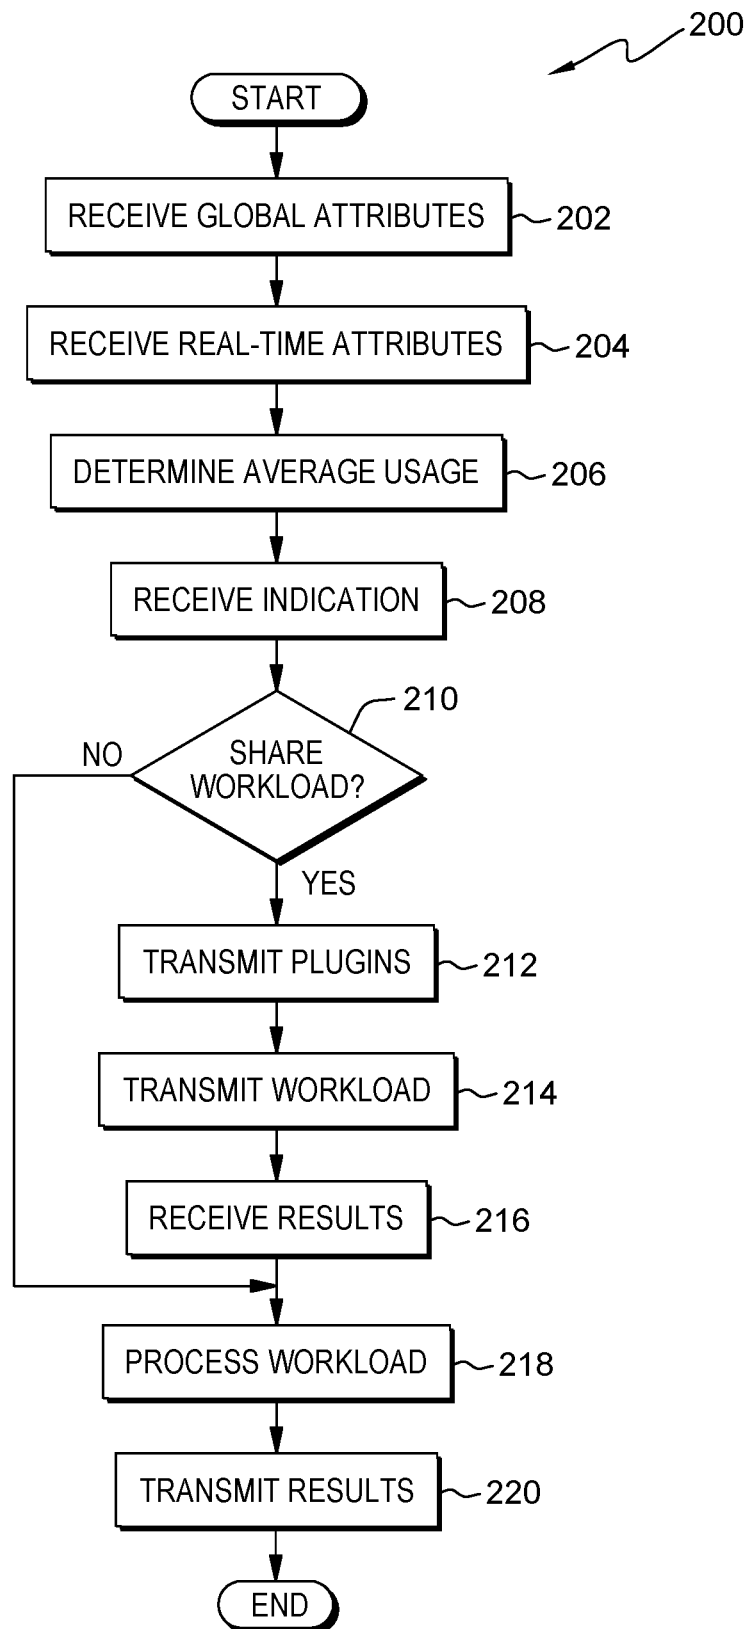 200
START
RECEIVE GLOBAL ATTRIBUTES
202
RECEIVE REAL-TIME ATTRIBUTES
204
DETERMINE AVERAGE USAGE
206
RECEIVE INDICATION
208
210
NO
SHARE
WORKLOAD?
YES
TRANSMIT PLUGINS
212
TRANSMIT WORKLOAD
214
RECEIVE RESULTS
216
PROCESS WORKLOAD
218
TRANSMIT RESULTS
220
END